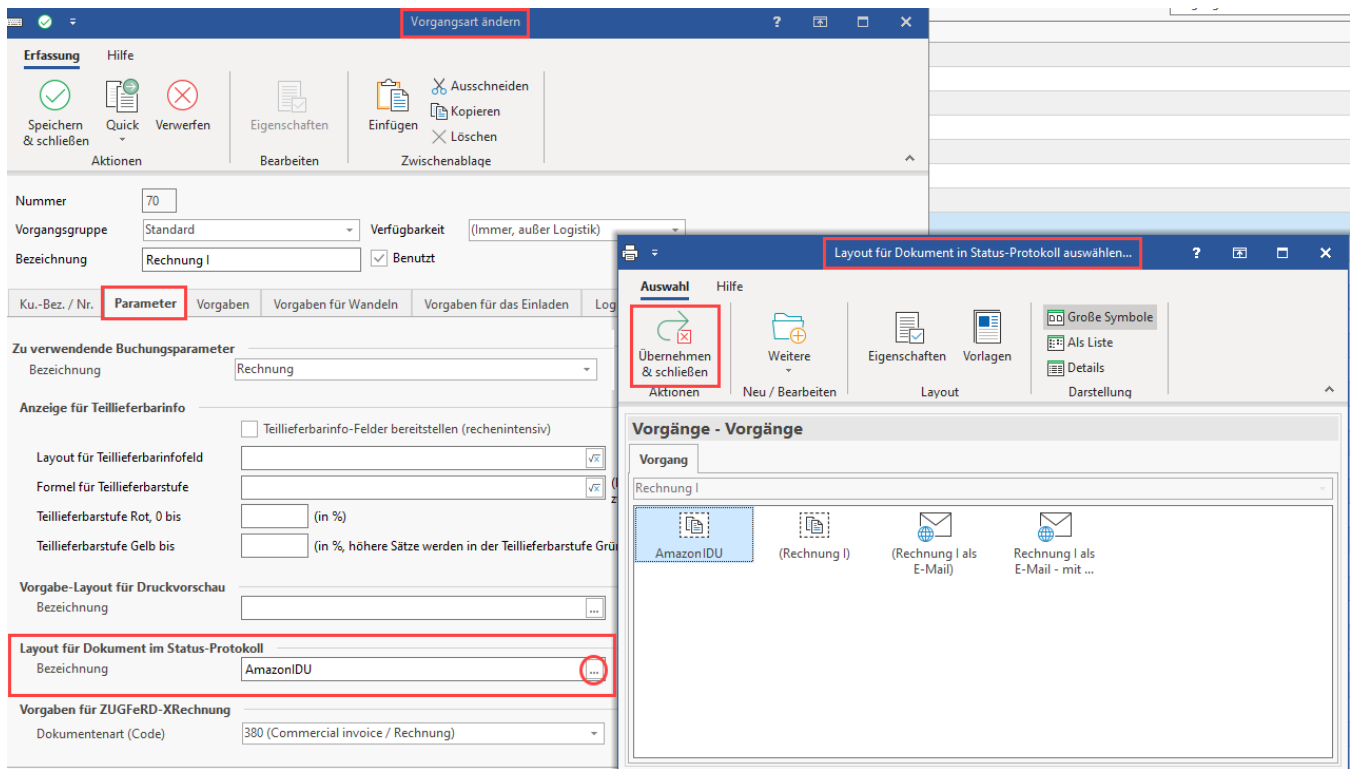 Vorgangsart ändern
?
Erfassung Hilfe
Speichern & schließen
Quick
Verwerfen
Eigenschaften
Einfügen
Ausschneiden
Kopieren
Löschen
Aktionen Bearbeiten Zwischenablage
Nummer 70
Vorgangsgruppe Standard Verfügbarkeit (Immer, außer Logistik)
Bezeichnung Rechnung I Benutzt
Ku.-Bez. / Nr. Parameter Vorgaben Vorgaben für Wandeln Vorgaben für das Einladen Log
Zu verwendende Buchungsparameter
Bezeichnung Rechnung
Anzeige für Teillieferbarinfo
Teillieferbarinfo-Felder bereitstellen (rechenintensiv)
Layout für Teillieferbarinfofeld
Formel für Teillieferbarstufe
Teillieferbarstufe Rot, 0 bis (in %)
Teillieferbarstufe Gelb bis (in %, höhere Sätze werden in der Teillieferbarstufe Grü
Vorgabe-Layout für Druckvorschau
Bezeichnung ...
Layout für Dokument im Status-Protokoll
Bezeichnung AmazonIDU ...
Vorgaben für ZUGFeRD-XRechnung
Dokumentenart (Code) 380 (Commercial invoice / Rechnung)
Layout für Dokument in Status-Protokoll auswählen...
?
Auswahl Hilfe
Übernehmen & schließen
Weitere
Eigenschaften
Vorlagen
Große Symbole
Als Liste
Details
Aktionen Neu / Bearbeiten Layout Darstellung
Vorgänge - Vorgänge
Vorgang
Rechnung I
AmazonIDU
(Rechnung I)
(Rechnung I als
E-Mail)
Rechnung I als
E-Mail - mit ...